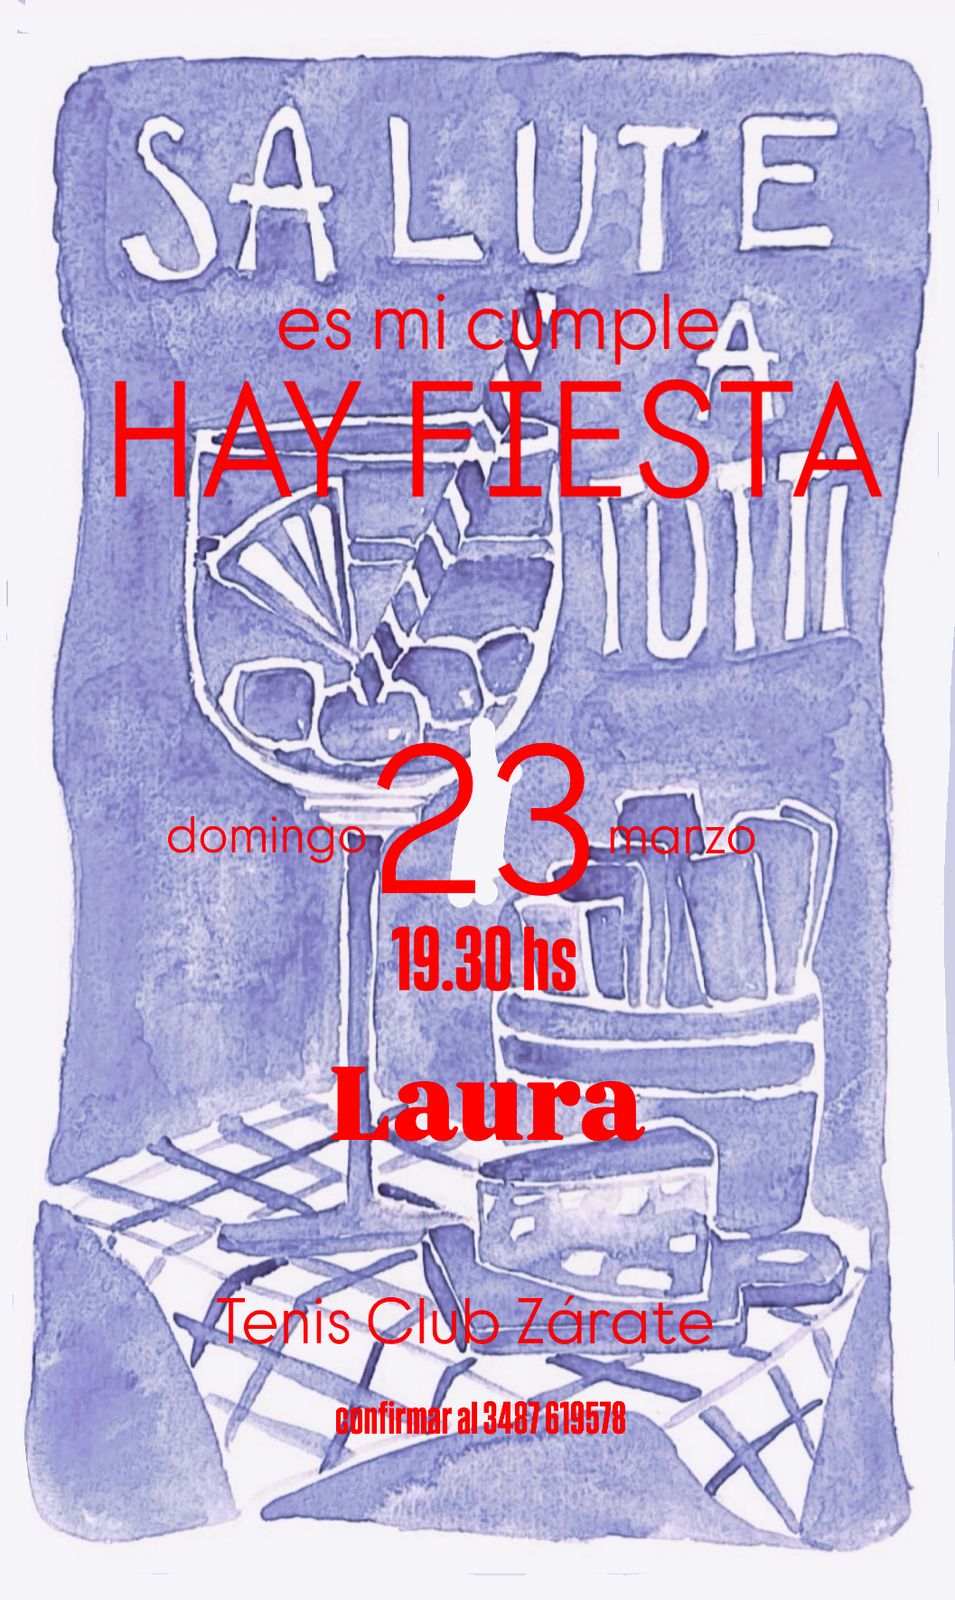 SALUTE
es mi cumple
A
HAY FIESTA
TUTTI
domingo 23 marzo
19.30 hs
Laura
Tenis Club Zárate
confirmar al 3487 619578